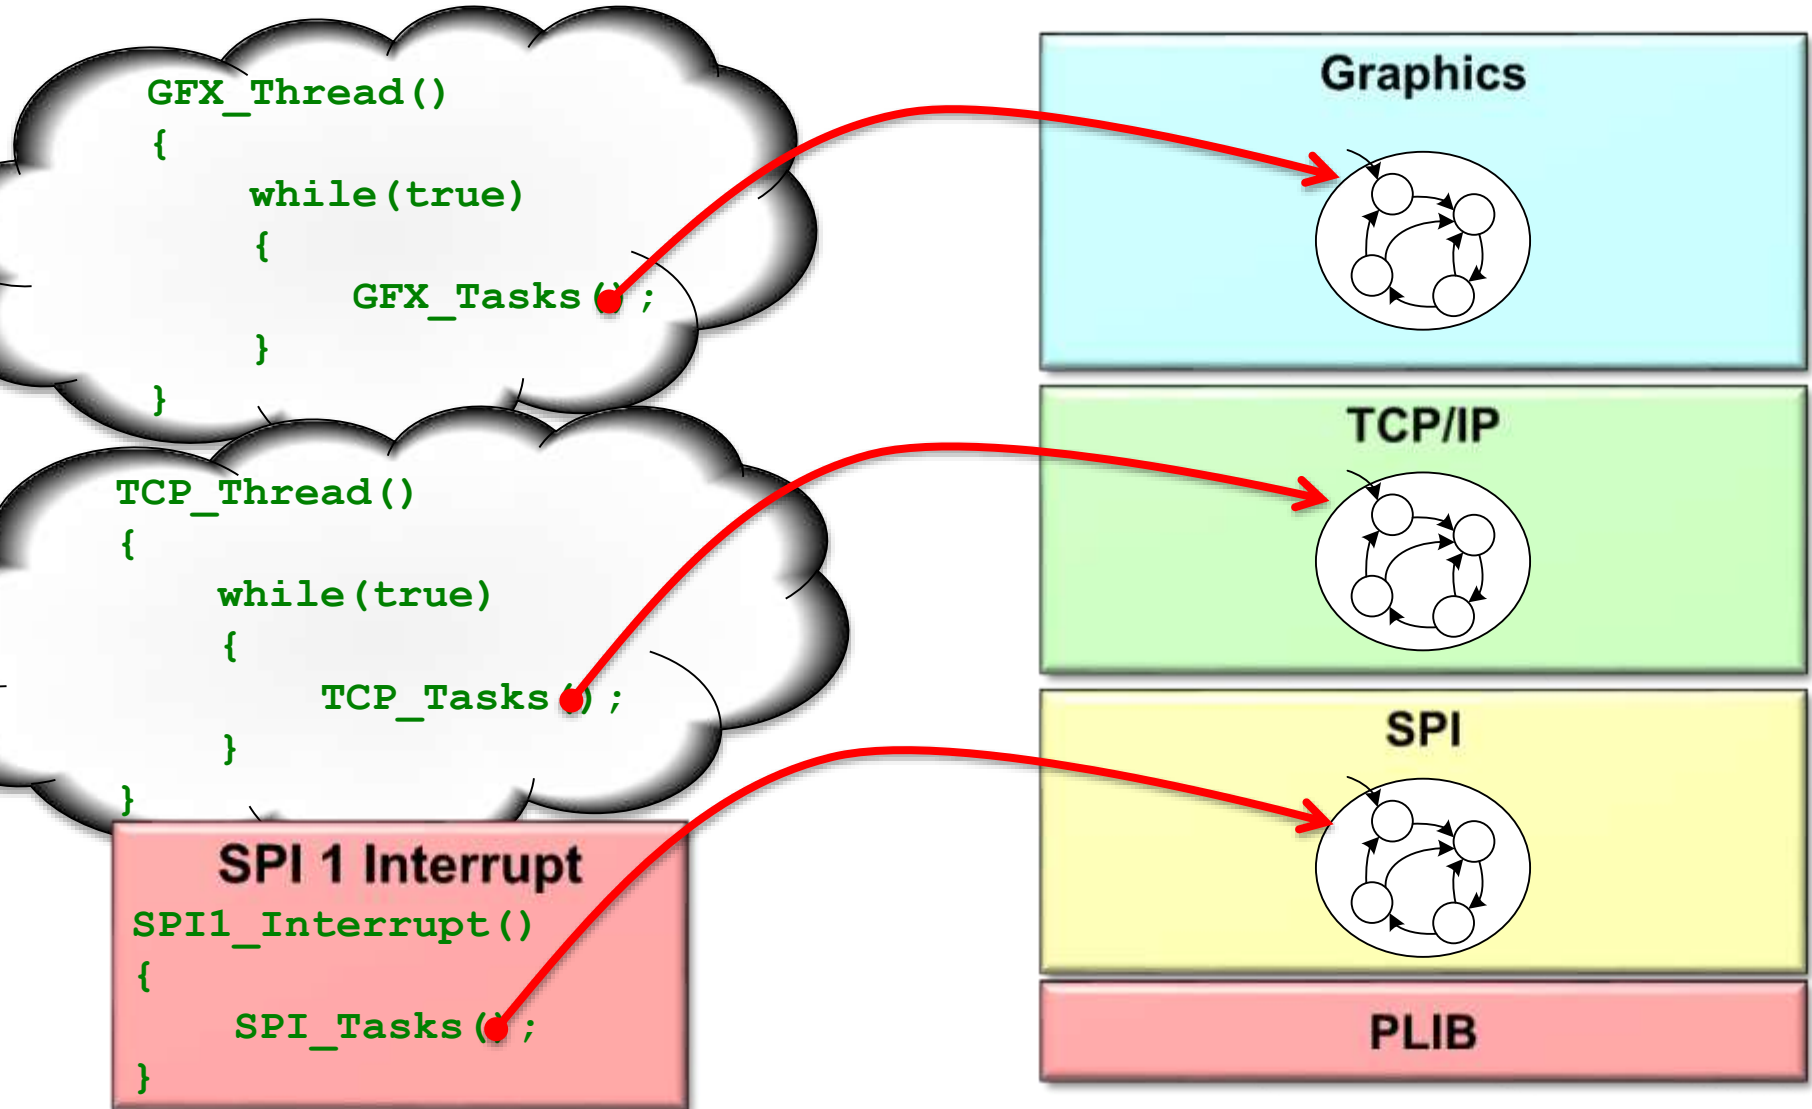 GFX_Thread()
{
while(true)
{
GFX_Tasks();
}
}
TCP_Thread()
{
while(true)
{
TCP_Tasks();
}
}
SPI 1 Interrupt
SPI1_Interrupt()
{
SPI_Tasks();
}
Graphics
TCP/IP
SPI
PLIB